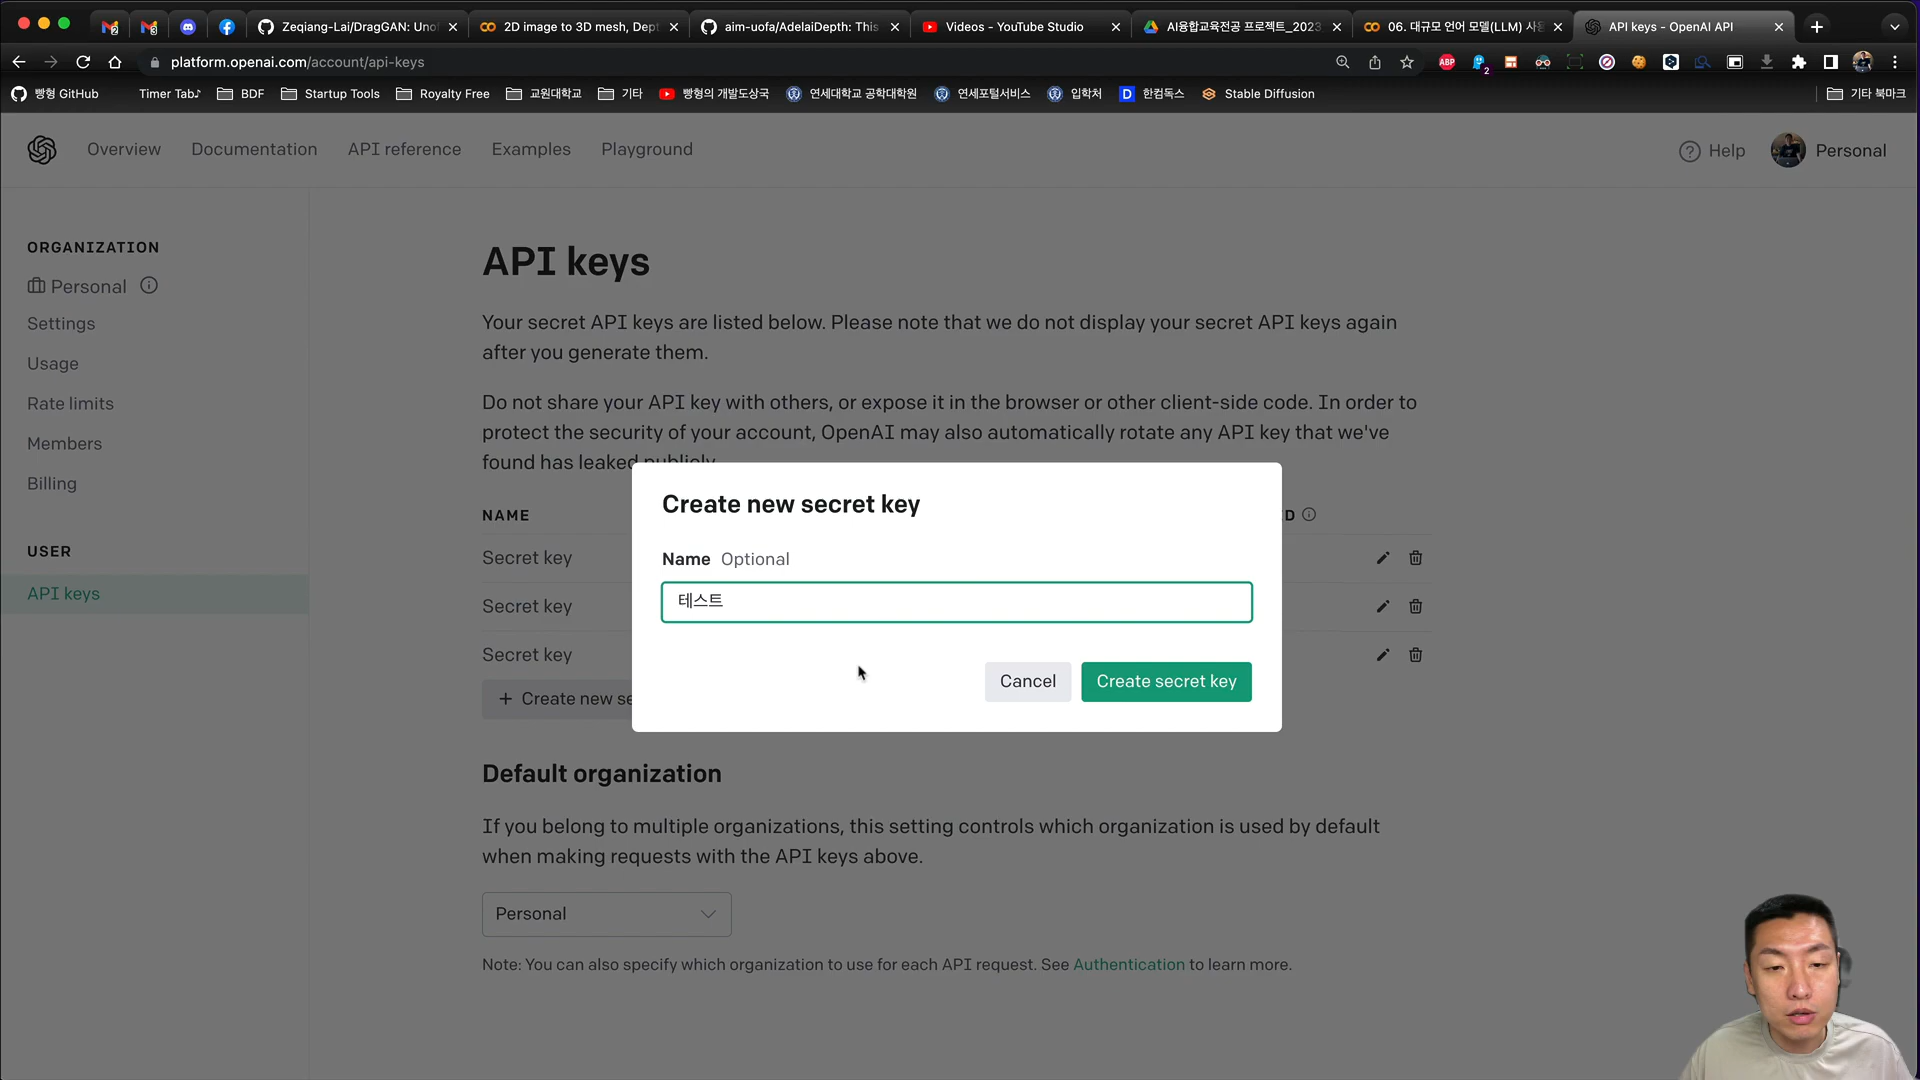 Zeqiang-Lai/DragGAN: Unof
2D image to 3D mesh, Dept
aim-uofa/AdelaiDepth: This
Videos - YouTube Studio
AI융합교육전공 프로젝트_2023
06. 대규모 언어 모델(LLM) 사용
API keys - OpenAI API
platform.openai.com/account/api-keys
ABP
2
빵형 GitHub
Timer Tab♪
BDF
Startup Tools
Royalty Free
교원대학교
기타
빵형의 개발도상국
연세대학교 공학대학원
연세포털서비스
입학처
D 한컴독스
Stable Diffusion
기타 북마크
Overview
Documentation
API reference
Examples
Playground
Help
Personal
ORGANIZATION
Personal
Settings
Usage
Rate limits
Members
Billing
USER
API keys
API keys
Your secret API keys are listed below. Please note that we do not display your secret API keys again
after you generate them.
Do not share your API key with others, or expose it in the browser or other client-side code. In order to
protect the security of your account, OpenAI may also automatically rotate any API key that we've
found has leaked publicly.
NAME
D
Secret key
Secret key
Secret key
+ Create new se
Create new secret key
Name Optional
테스트
Cancel
Create secret key
Default organization
If you belong to multiple organizations, this setting controls which organization is used by default
when making requests with the API keys above.
Personal
Note: You can also specify which organization to use for each API request. See Authentication to learn more.